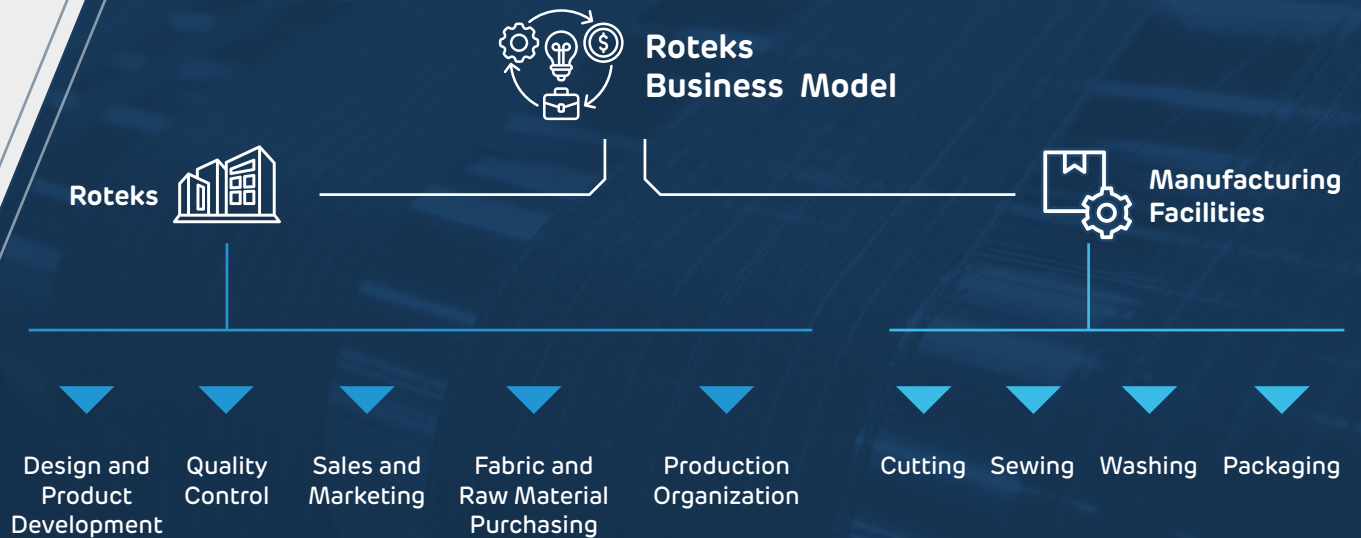 Roteks
Business Model
Roteks
Manufacturing
Facilities
Design and
Product
Development
Quality
Control
Sales and
Marketing
Fabric and
Raw Material
Purchasing
Production
Organization
Cutting
Sewing
Washing
Packaging